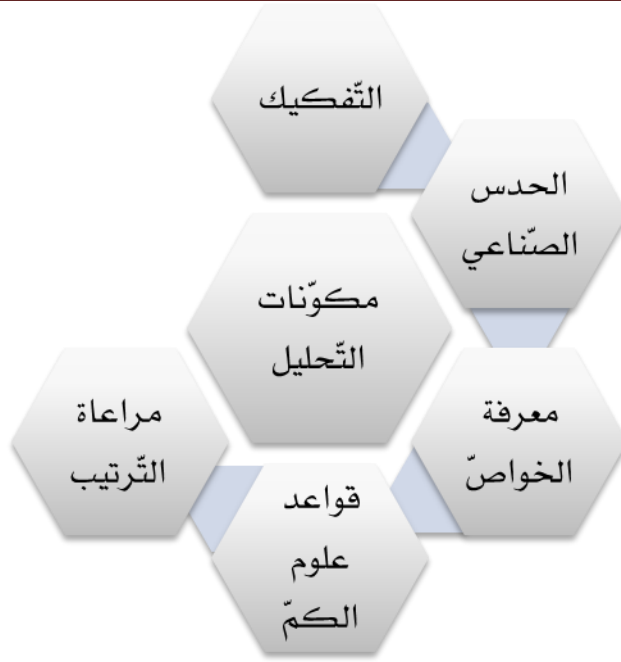 التّفكيك
الحدس
الصّناعي
مكوّنات
التّحليل
معرفة
الخواصّ
قواعد
علوم
الكمّ
مراعاة
التّرتيب